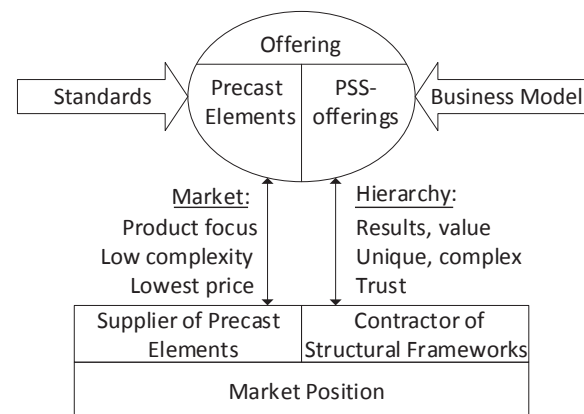 Offering
Standards
Precast
Elements
PSS-
offerings
Business Model
Market:
Product focus
Low complexity
Lowest price
Hierarchy:
Results, value
Unique, complex
Trust
Supplier of Precast
Elements
Contractor of
Structural Frameworks
Market Position